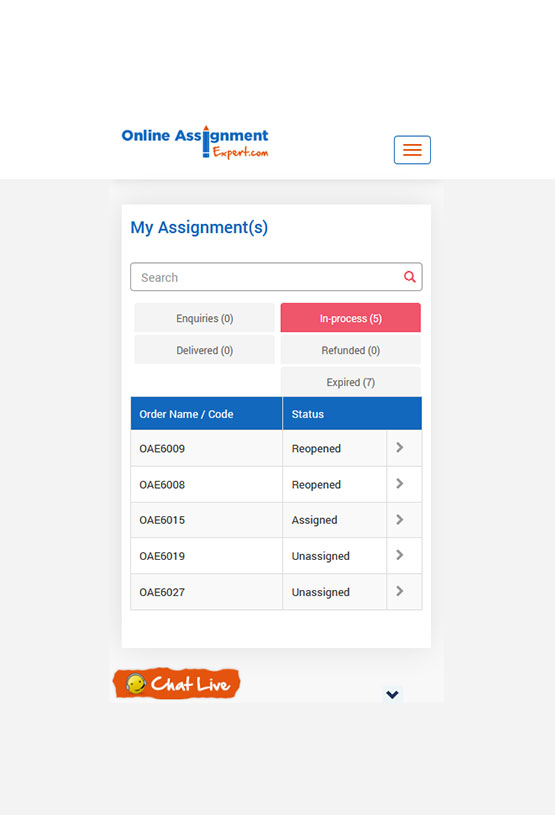 Online Assignment
Expert.com
My Assignment(s)
Search
Enquiries (0) In-process (5)
Delivered (0) Refunded (0)
Expired (7)
Order Name / Code Status
OAE6009 Reopened
OAE6008 Reopened
OAE6015 Assigned
OAE6019 Unassigned
OAE6027 Unassigned
Chat Live